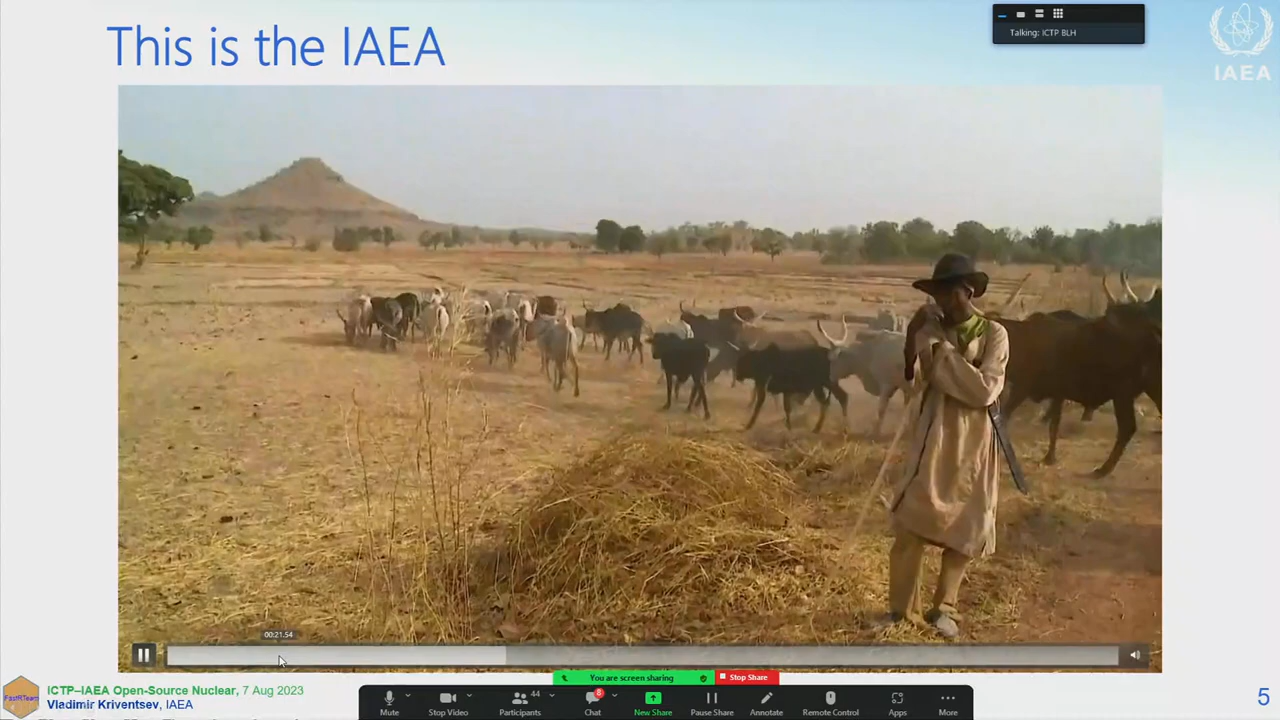 This is the IAEA
Talking: ICTP BLH
IAEA
00:21.54
FastRTeam
ICTP–IAEA Open-Source Nuclear, 7 Aug 2023
Vladimir Kriventsev, IAEA
You are screen sharing
Stop Share
Mute
Stop Video
44
Participants
8
Chat
New Share
Pause Share
Annotate
Remote Control
Apps
More
5